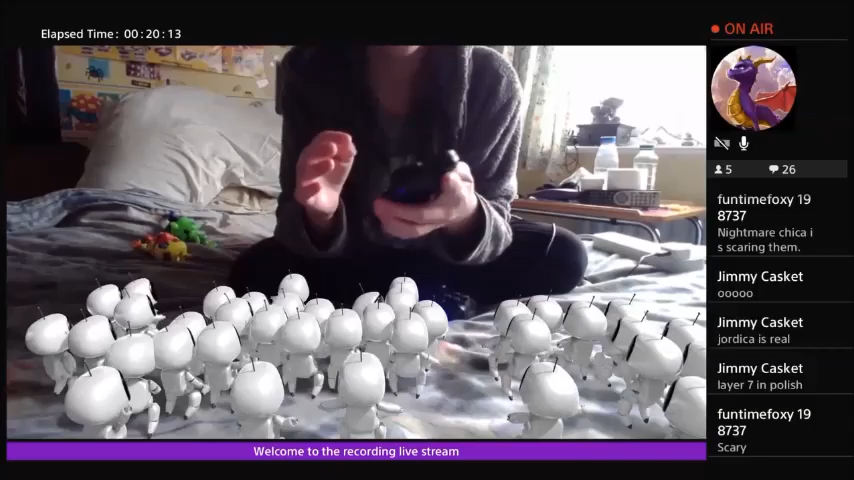 Elapsed Time: 00:20:13
ON AIR
5 26
funtimefoxy 19
8737
Nightmare chica i
s scaring them.
Jimmy Casket
ooooo
Jimmy Casket
jordica is real
Jimmy Casket
layer 7 in polish
funtimefoxy 19
8737
Scary
Welcome to the recording live stream